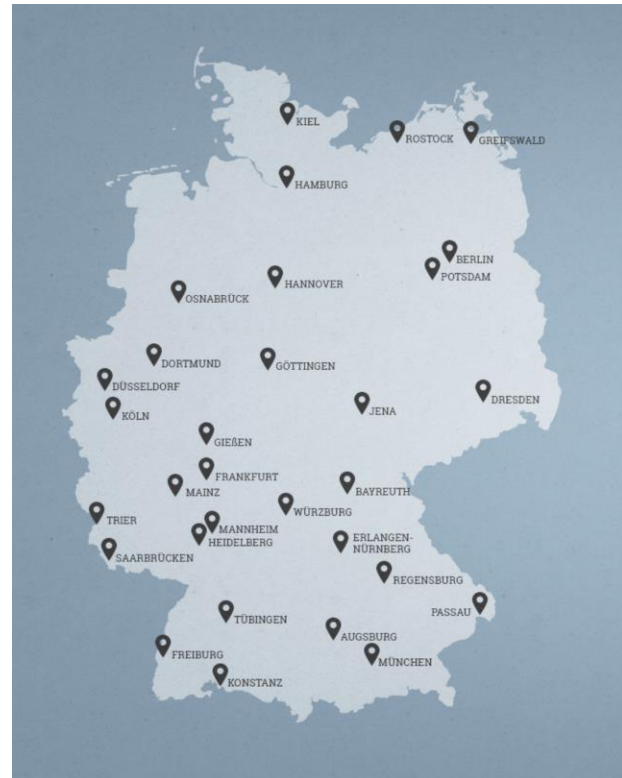 KIEL
ROSTOCK
GREIFSWALD
HAMBURG
BERLIN
POTSDAM
HANNOVER
OSNABRÜCK
DORTMUND
GÖTTINGEN
DÜSSELDORF
DRESDEN
KÖLN
JENA
GIEßEN
FRANKFURT
MAINZ
BAYREUTH
WÜRZBURG
TRIER
MANNHEIM
HEIDELBERG
ERLANGEN-
NÜRNBERG
SAARBRÜCKEN
REGENSBURG
PASSAU
TÜBINGEN
AUGSBURG
FREIBURG
MÜNCHEN
KONSTANZ